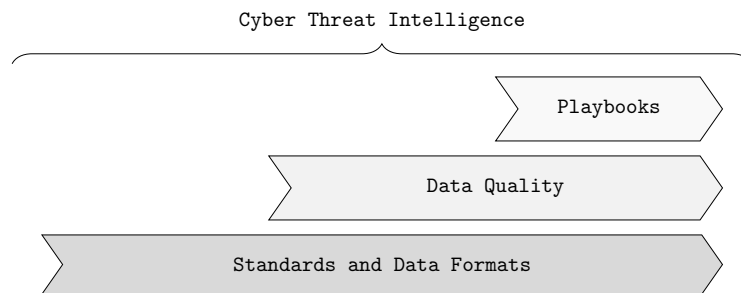 Cyber Threat Intelligence
Playbooks
Data Quality
Standards and Data Formats